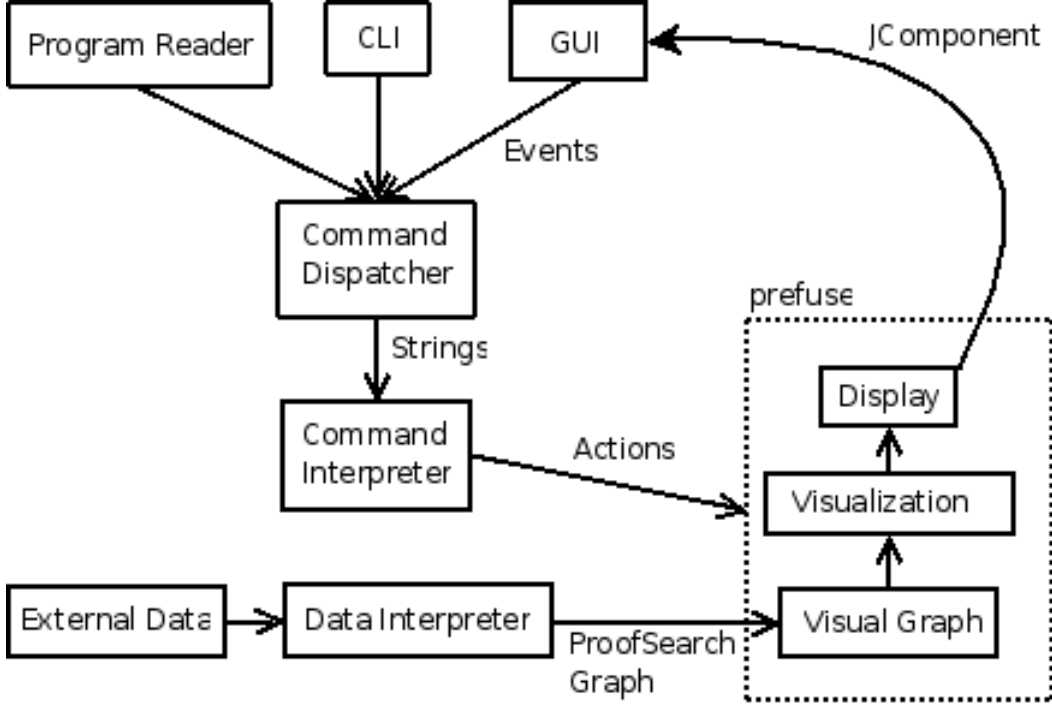 Program Reader
CLI
GUI
JComponent
Events
Command
Dispatcher
prefuse
Strings
Display
Command
Interpreter
Actions
Visualization
External Data
Data Interpreter
ProofSearch
Graph
Visual Graph